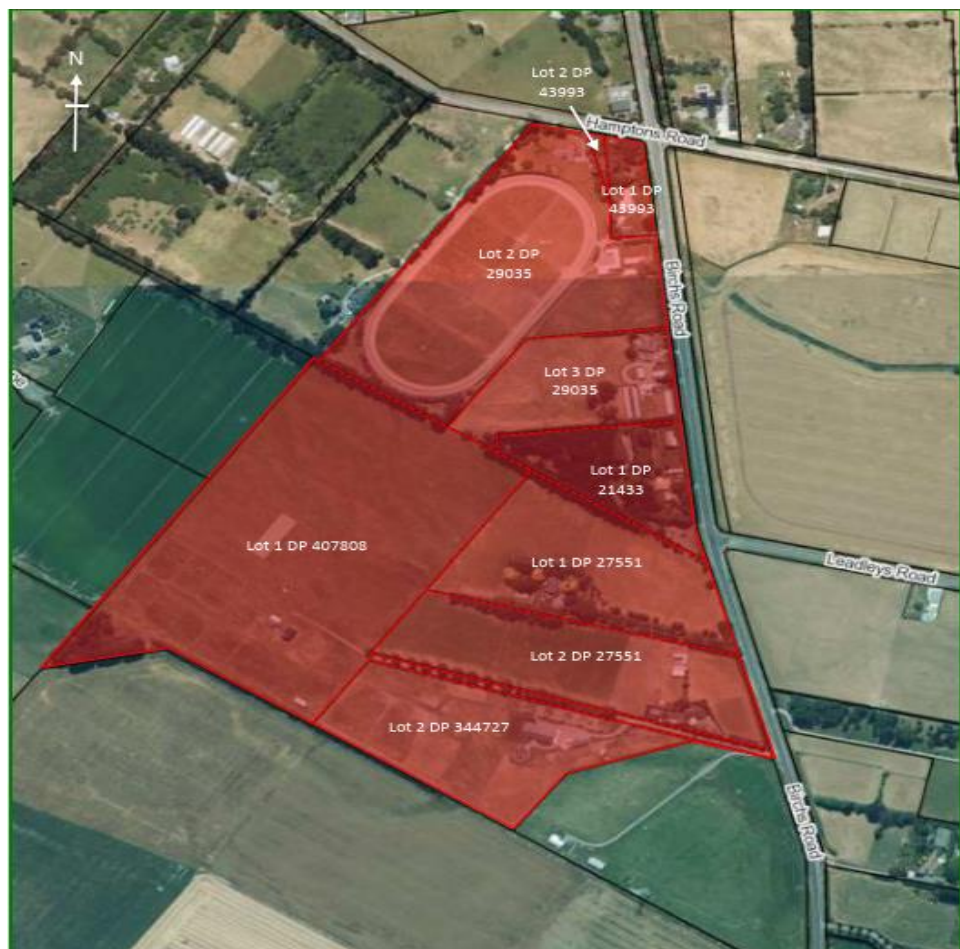 N
Lot 2 DP
43993
Hamptons Road
Lot 1 DP
43993
Lot 2 DP
29035
Birchs Road
Lot 3 DP
29035
Lot 1 DP
21433
Lot 1 DP 407808
Lot 1 DP 27551
Leadleys Road
Lot 2 DP 27551
Lot 2 DP 344727
Birchs Road